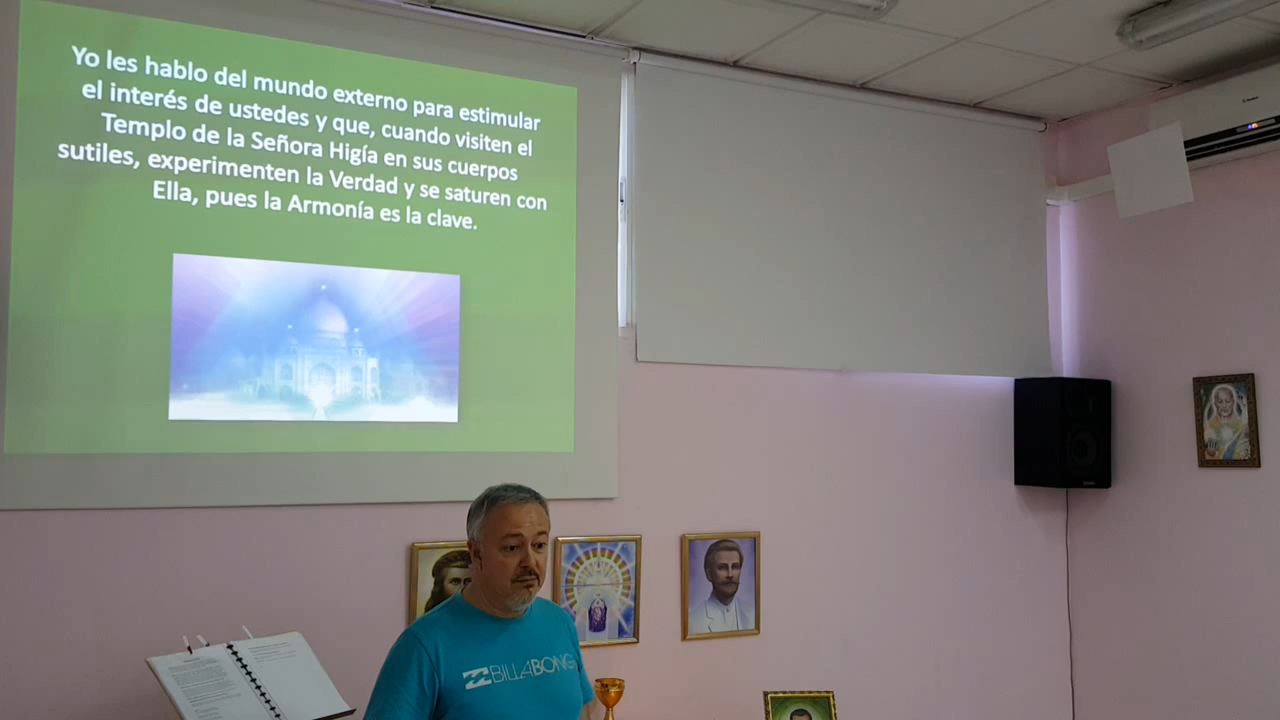 Yo les hablo del mundo externo para estimular
el interés de ustedes y que, cuando visiten el
Templo de la Señora Higía en sus cuerpos
sutiles, experimenten la Verdad y se saturen con
Ella, pues la Armonía es la clave.
BILLABONG